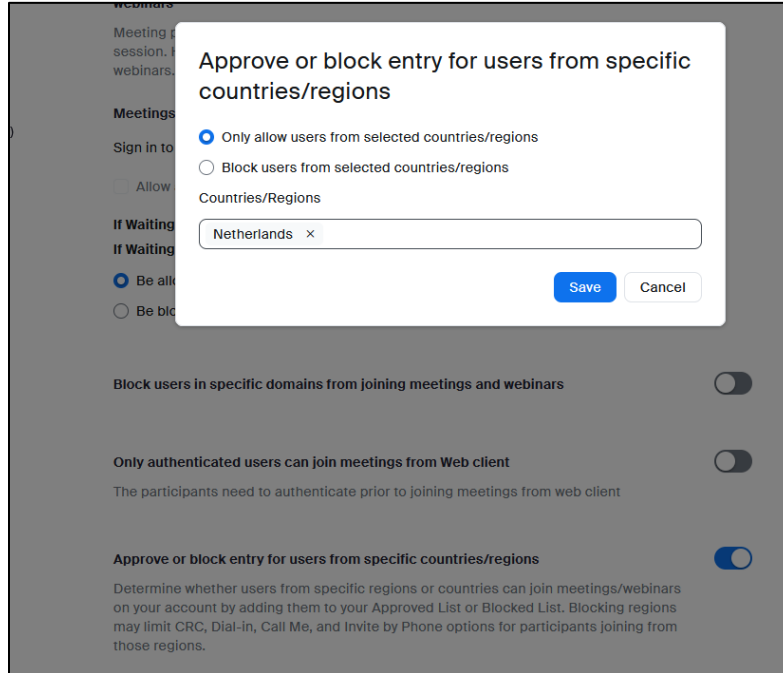 webinars
Meeting
session.
webinars.
Approve or block entry for users from specific
countries/regions
Only allow users from selected countries/regions
Block users from selected countries/regions
Countries/Regions
Netherlands ×
Save Cancel
Meetings
)
Sign in to
Allow
If Waiting
If Waiting
Be
Be
Block users in specific domains from joining meetings and webinars
Only authenticated users can join meetings from Web client
The participants need to authenticate prior to joining meetings from web client
Approve or block entry for users from specific countries/regions
Determine whether users from specific regions or countries can join meetings/webinars
on your account by adding them to your Approved List or Blocked List. Blocking regions
may limit CRC, Dial-in, Call Me, and Invite by Phone options for participants joining from
those regions.